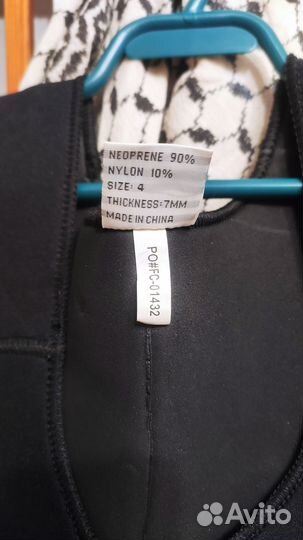 NEOPRENE 90%
NYLON 10%
SIZE: 4
THICKNESS:7MM
MADE IN CHINA
PO#FC-01432
Avito